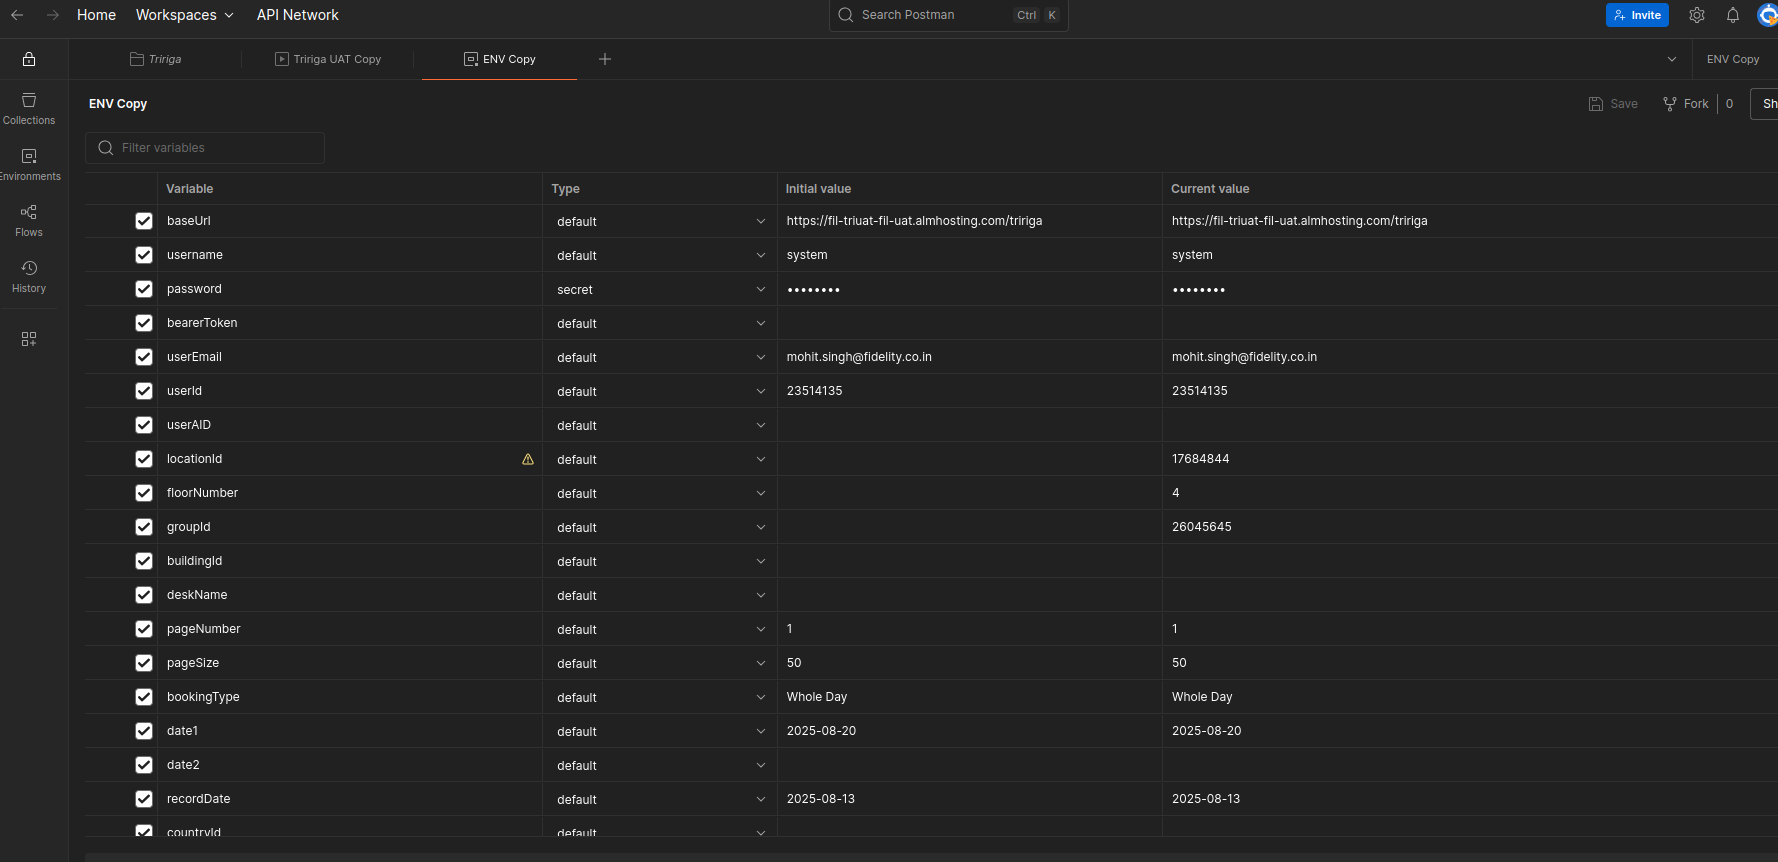 Home Workspaces API Network Search Postman Ctrl K Invite
Tririga Tririga UAT Copy ENV Copy ENV Copy
ENV Copy Save Fork 0 Sh
Collections
Filter variables
Environments
Flows
History
Variable Type Initial value Current value
baseUrl default https://fil-triuat-fil-uat.almhosting.com/tririga https://fil-triuat-fil-uat.almhosting.com/tririga
username default system system
password secret •••••••• ••••••••
bearerToken default
userEmail default mohit.singh@fidelity.co.in mohit.singh@fidelity.co.in
userId default 23514135 23514135
userAID default
locationId default 17684844
floorNumber default 4
groupId default 26045645
buildingId default
deskName default
pageNumber default 1 1
pageSize default 50 50
bookingType default Whole Day Whole Day
date1 default 2025-08-20 2025-08-20
date2 default
recordDate default 2025-08-13 2025-08-13
countryId default